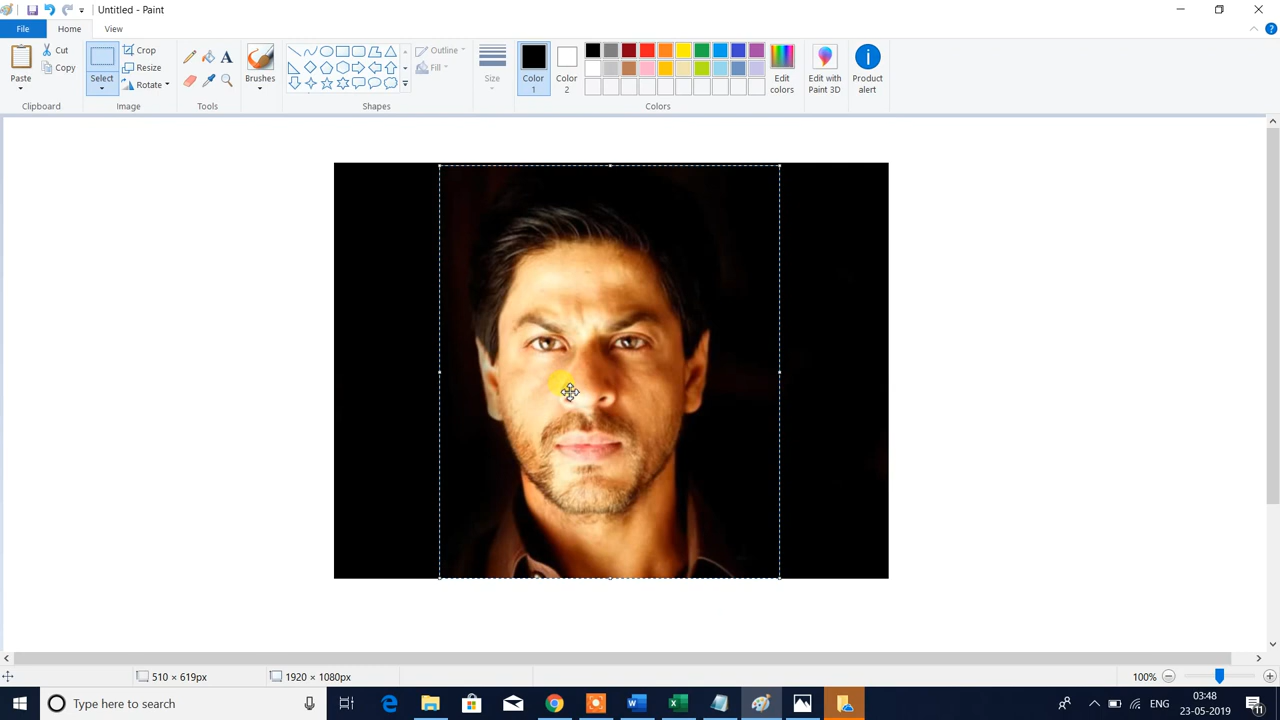 Untitled - Paint
File
Home
View
Paste
Cut
Copy
Clipboard
Select
Crop
Resize
Rotate
Image
A
Tools
Brushes
Shapes
Outline
Fill
Size
Color
1
Color
2
Colors
Edit
colors
Edit with
Paint 3D
Product
alert
510 × 619px
1920 × 1080px
100%
Type here to search
ENG
03:48
23-05-2019
11